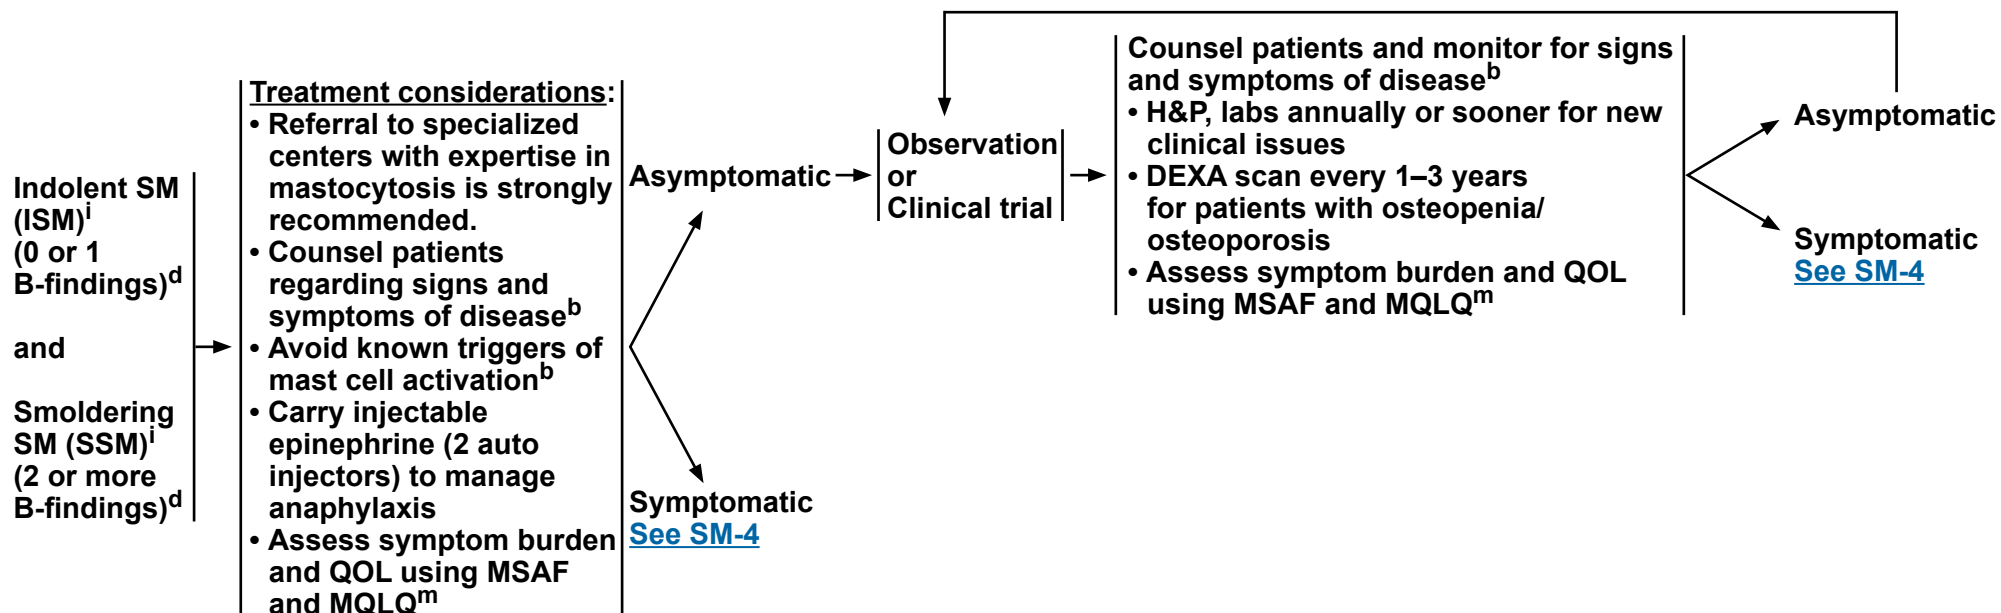 Indolent SM
(ISM)i
(0 or 1
B-findings)d
and
Smoldering
SM (SSM)i
(2 or more
B-findings)d
Treatment considerations:
• Referral to specialized
centers with expertise in
mastocytosis is strongly
recommended.
• Counsel patients
regarding signs and
symptoms of diseaseb
• Avoid known triggers of
mast cell activationb
• Carry injectable
epinephrine (2 auto
injectors) to manage
anaphylaxis
• Assess symptom burden
and QOL using MSAF
and MQLQm
Asymptomatic
Symptomatic
See SM-4
Observation
or
Clinical trial
Counsel patients and monitor for signs
and symptoms of diseaseb
• H&P, labs annually or sooner for new
clinical issues
• DEXA scan every 1–3 years
for patients with osteopenia/
osteoporosis
• Assess symptom burden and QOL
using MSAF and MQLQm
Asymptomatic
Symptomatic
See SM-4